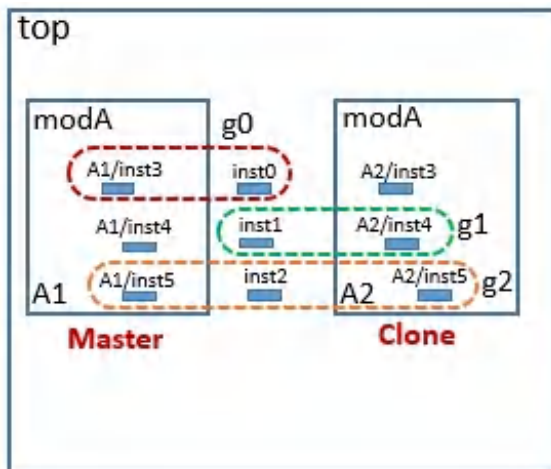 top
modA
g0
modA
A1/inst3
inst0
A2/inst3
A1/inst4
inst1
A2/inst4
g1
A1/inst5
inst2
A2/inst5
A1
A2
g2
Master
Clone